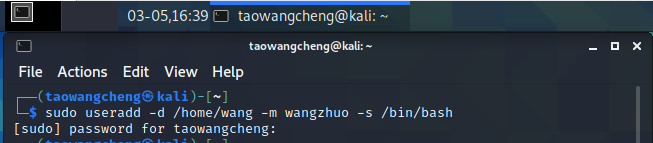 03-05,16:39 taowangcheng@kali: ~
taowangcheng@kali: ~
File Actions Edit View Help
┌──(taowangcheng㉿kali)-[~]
└─$ sudo useradd -d /home/wang -m wangzhuo -s /bin/bash
[sudo] password for taowangcheng: